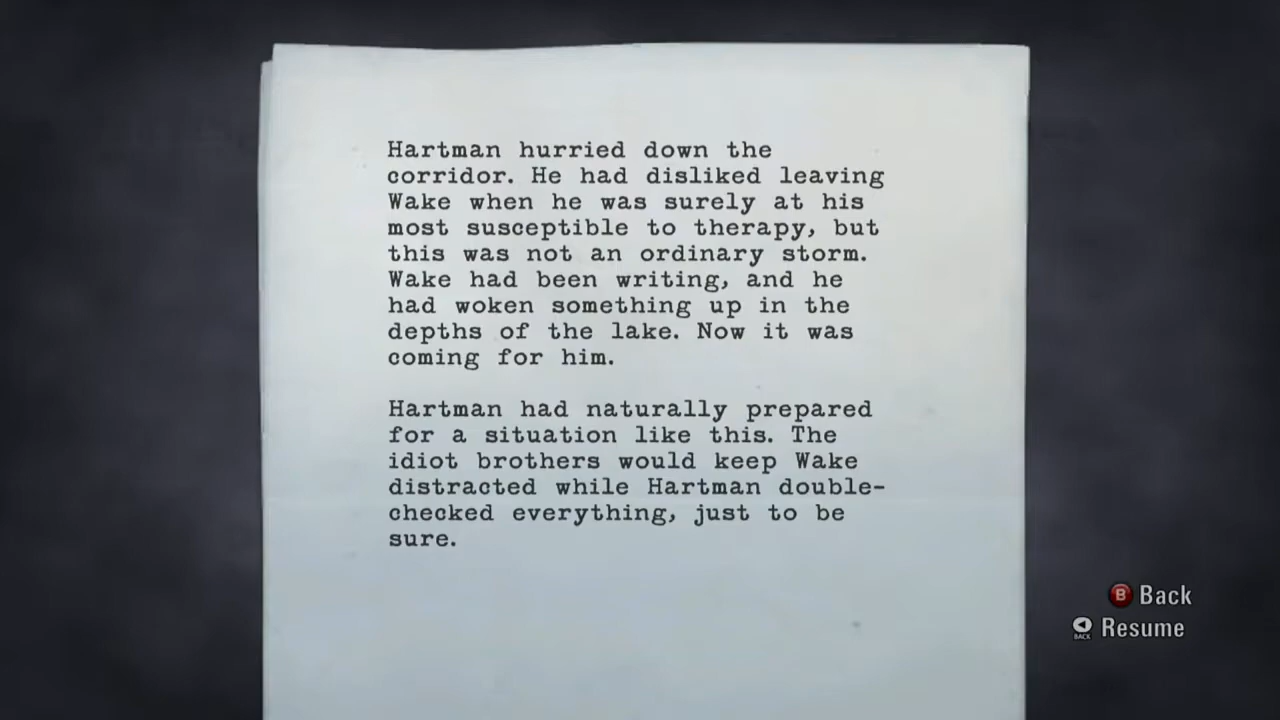 Hartman hurried down the
corridor. He had disliked leaving
Wake when he was surely at his
most susceptible to therapy, but
this was not an ordinary storm.
Wake had been writing, and he
had woken something up in the
depths of the lake. Now it was
coming for him.
Hartman had naturally prepared
for a situation like this. The
idiot brothers would keep Wake
distracted while Hartman double-
checked everything, just to be
sure.
B Back
BACK Resume